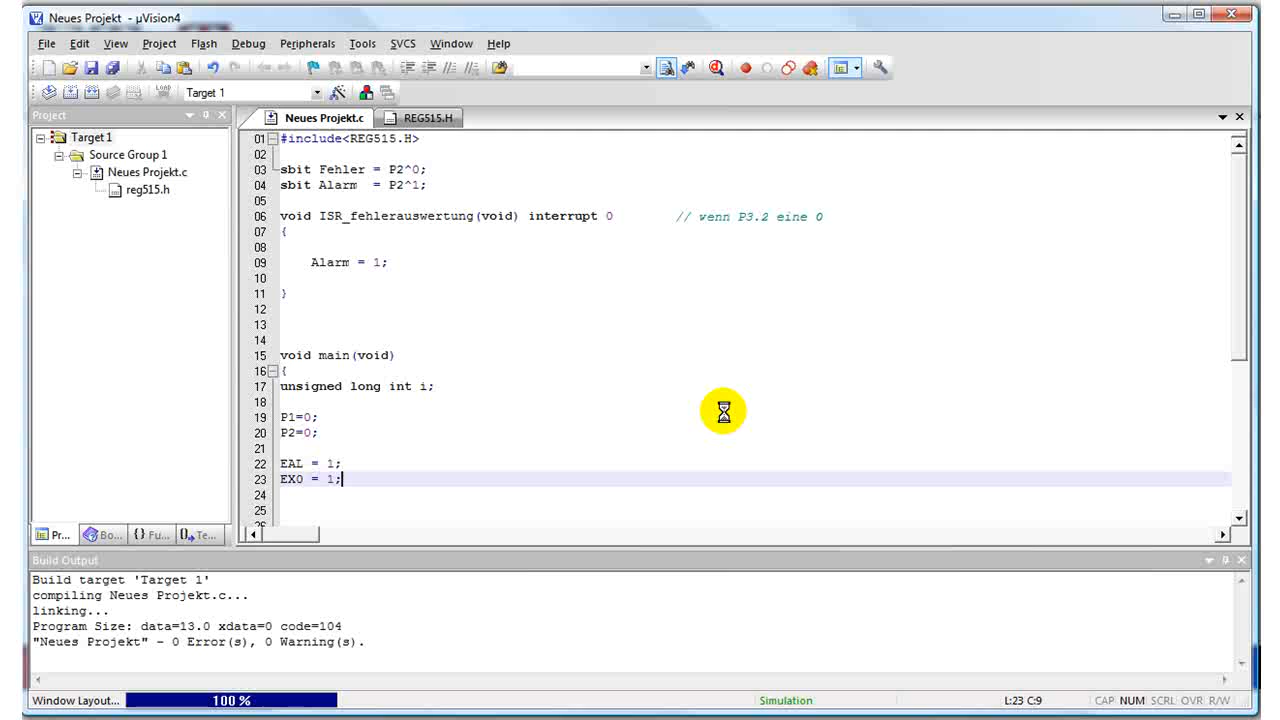 Neues Projekt - µVision4
File Edit View Project Flash Debug Peripherals Tools SVCS Window Help
Target 1
Project
Neues Projekt.c REG515.H
Target 1
Source Group 1
Neues Projekt.c
reg515.h
01 #include<REG515.H>
02
03 sbit Fehler = P2^0;
04 sbit Alarm  = P2^1;
05
06 void ISR_fehlerauswertung(void) interrupt 0 // wenn P3.2 eine 0
07 {
08
09 Alarm = 1;
10
11 }
12
13
14
15 void main(void)
16 {
17 unsigned long int i;
18
19 P1=0;
20 P2=0;
21
22 EAL = 1;
23 EX0 = 1;
24
25
26
Pr... Bo... {} Fu... Te...
Build Output
Build target 'Target 1'
compiling Neues Projekt.c...
linking...
Program Size: data=13.0 xdata=0 code=104
"Neues Projekt" - 0 Error(s), 0 Warning(s).
Window Layout... 100 % Simulation L:23 C:9 CAP NUM SCRL OVR R/W